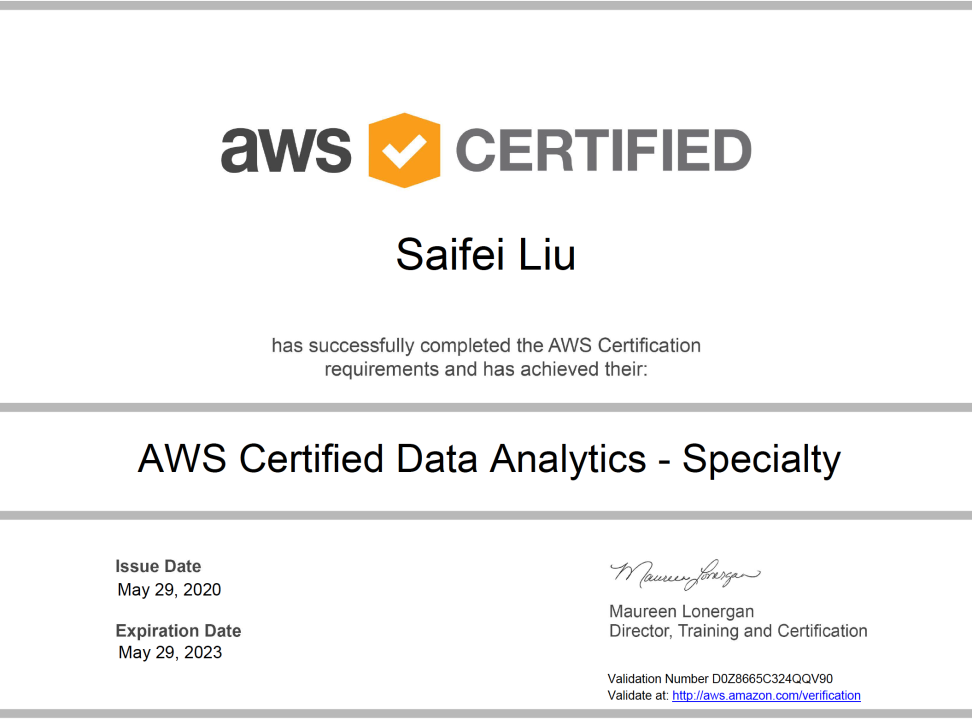 aws CERTIFIED
Saifei Liu
has successfully completed the AWS Certification
requirements and has achieved their:
AWS Certified Data Analytics - Specialty
Issue Date
May 29, 2020
Expiration Date
May 29, 2023
Maureen Lonergan
Maureen Lonergan
Director, Training and Certification
Validation Number D0Z8665C324QQV90
Validate at: http://aws.amazon.com/verification